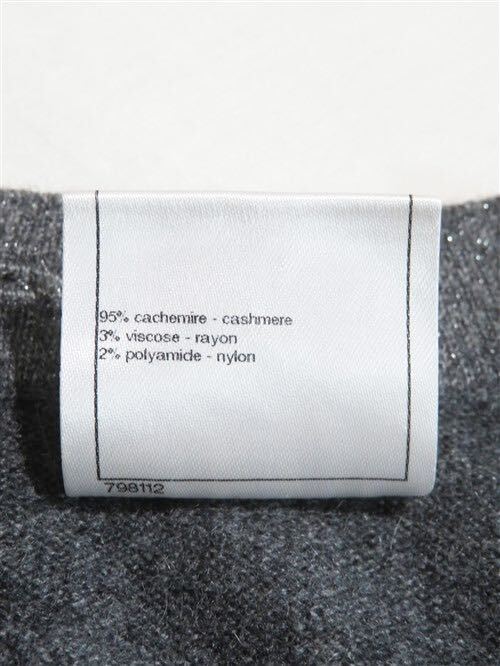 95% cachemire - cashmere
3% viscose - rayon
2% polyamide - nylon
798112